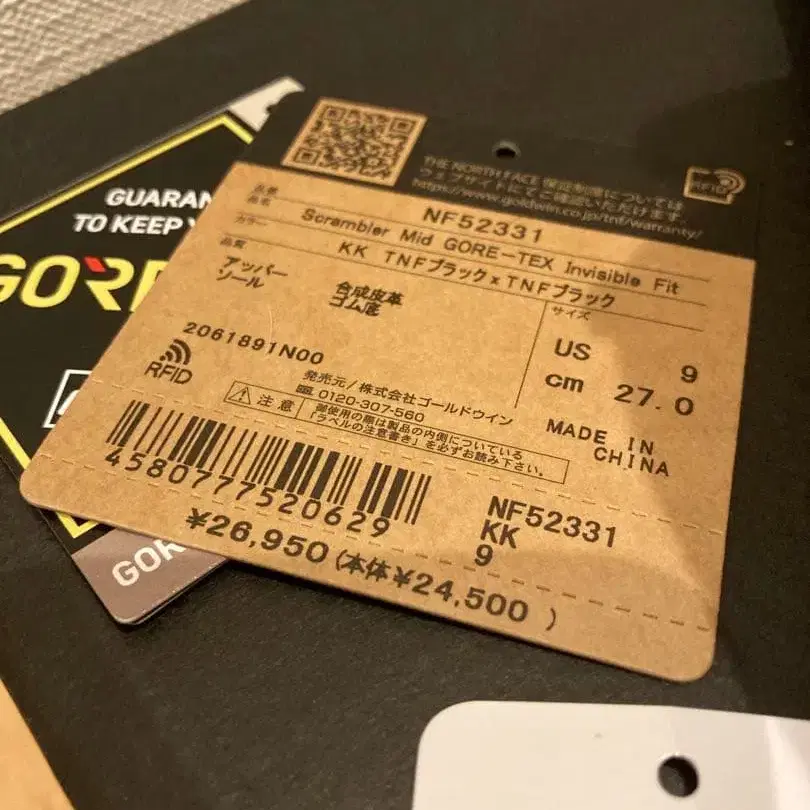 GUARAN
TO KEEP Y
GORE
GOR
THE NORTH FACE 保証制度については
ウェブサイトにてご確認いただけます。
https://www.goldwin.co.jp/tnf/warranty/
RFID
品番 NF52331
品名 Scrambler Mid GORE-TEX Invisible Fit
カラー KK TNFブラックxTNFブラック
品質
アッパー 合成皮革
ソール ゴム底
サイズ
US 9
cm 27.0
MADE IN
CHINA
2061891N00
RFID
発売元/株式会社ゴールドウイン
0120-307-560
注意 御使用の際は製品の内側についている
「ラベルの注意書き」を必ずお読み下さい。
4580777520629
NF52331
KK
9
¥26,950(本体¥24,500)